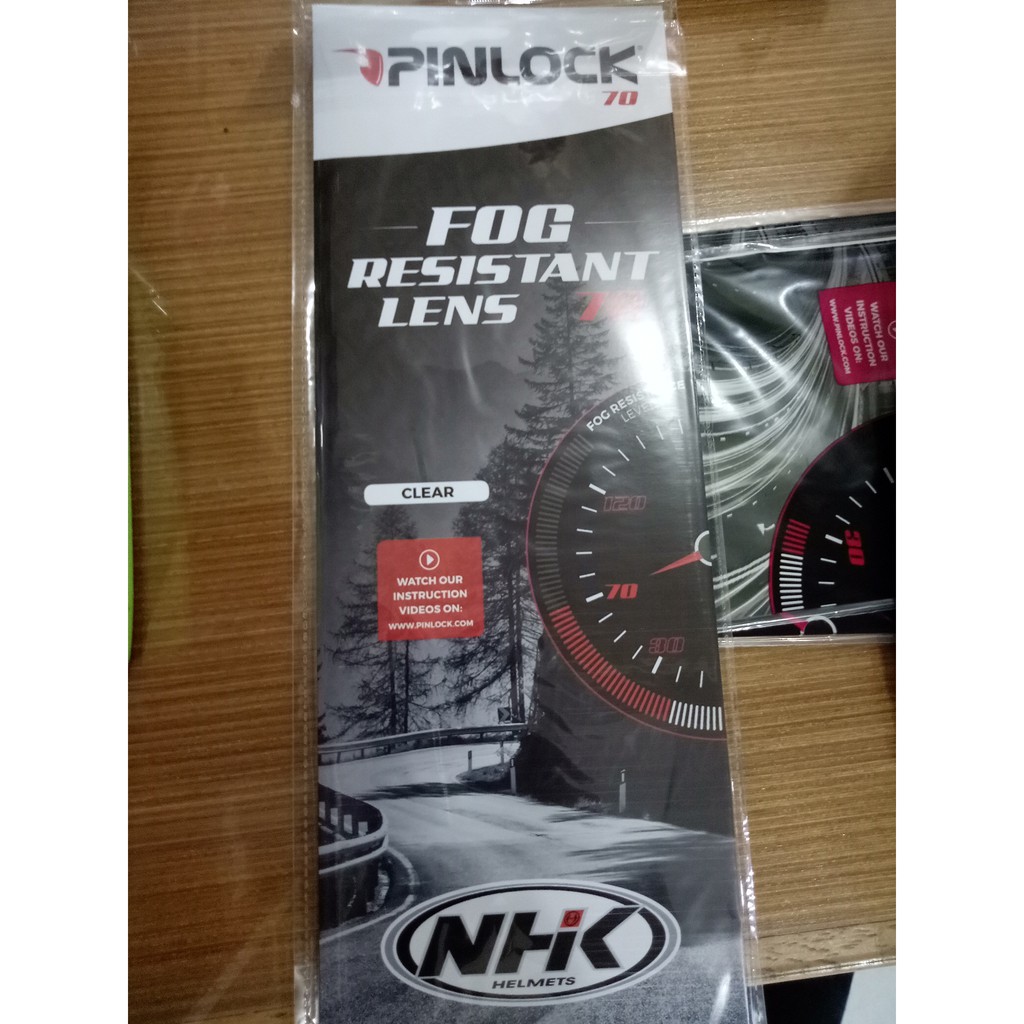 PINLOCK
70
FOG
RESISTANT
LENS 70
FOG RESISTANCE
LEVEL
120
70
30
CLEAR
WATCH OUR
INSTRUCTION
VIDEOS ON:
WWW.PINLOCK.COM
NHK
HELMETS
WATCH OUR
INSTRUCTION
VIDEOS ON:
WWW.PINLOCK.COM
30